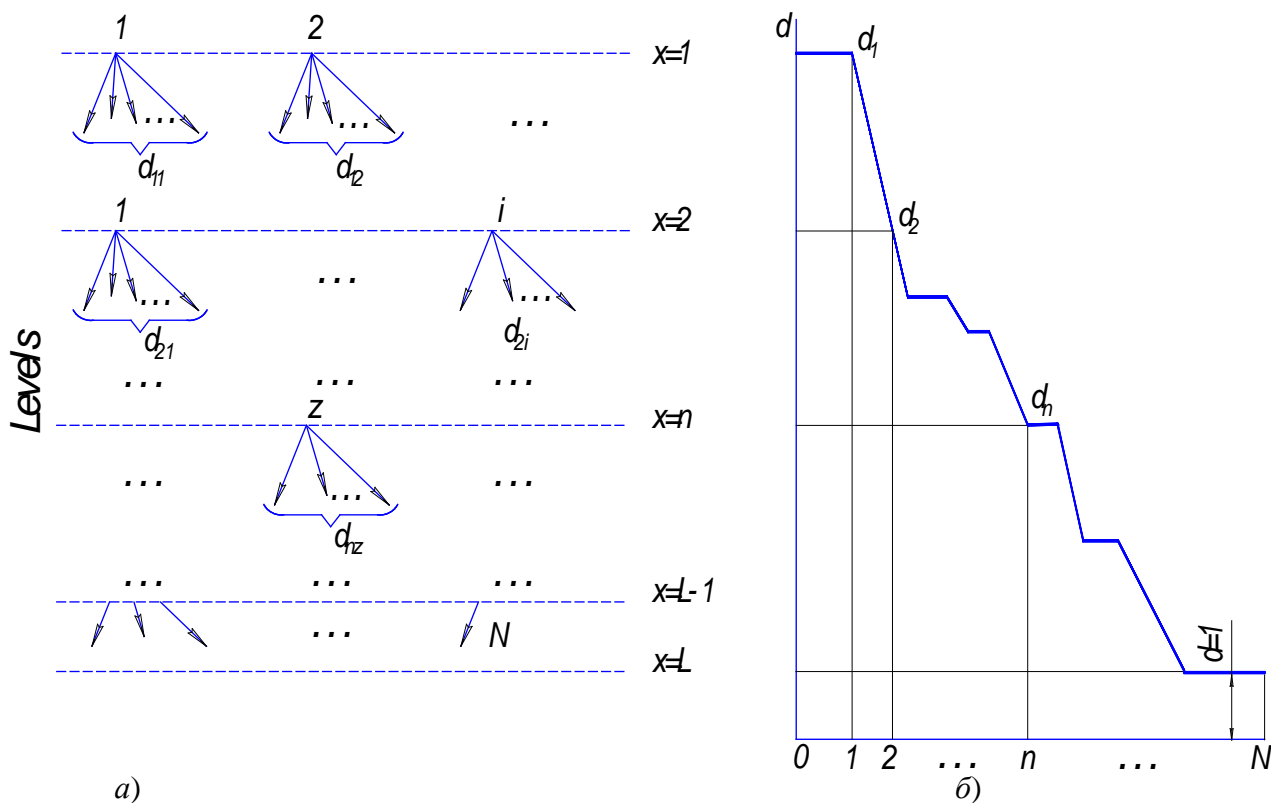 1 2 x=1
... ... ...
d11 d12
1 i x=2
... ... ...
d21 d2i
... ... ...
z x=n
... ... ...
dnz
... ... ... x=L-1
... N
x=L
Levels
а)
d d1
d2
dn
d=1
0 1 2 ... n ... N
б)